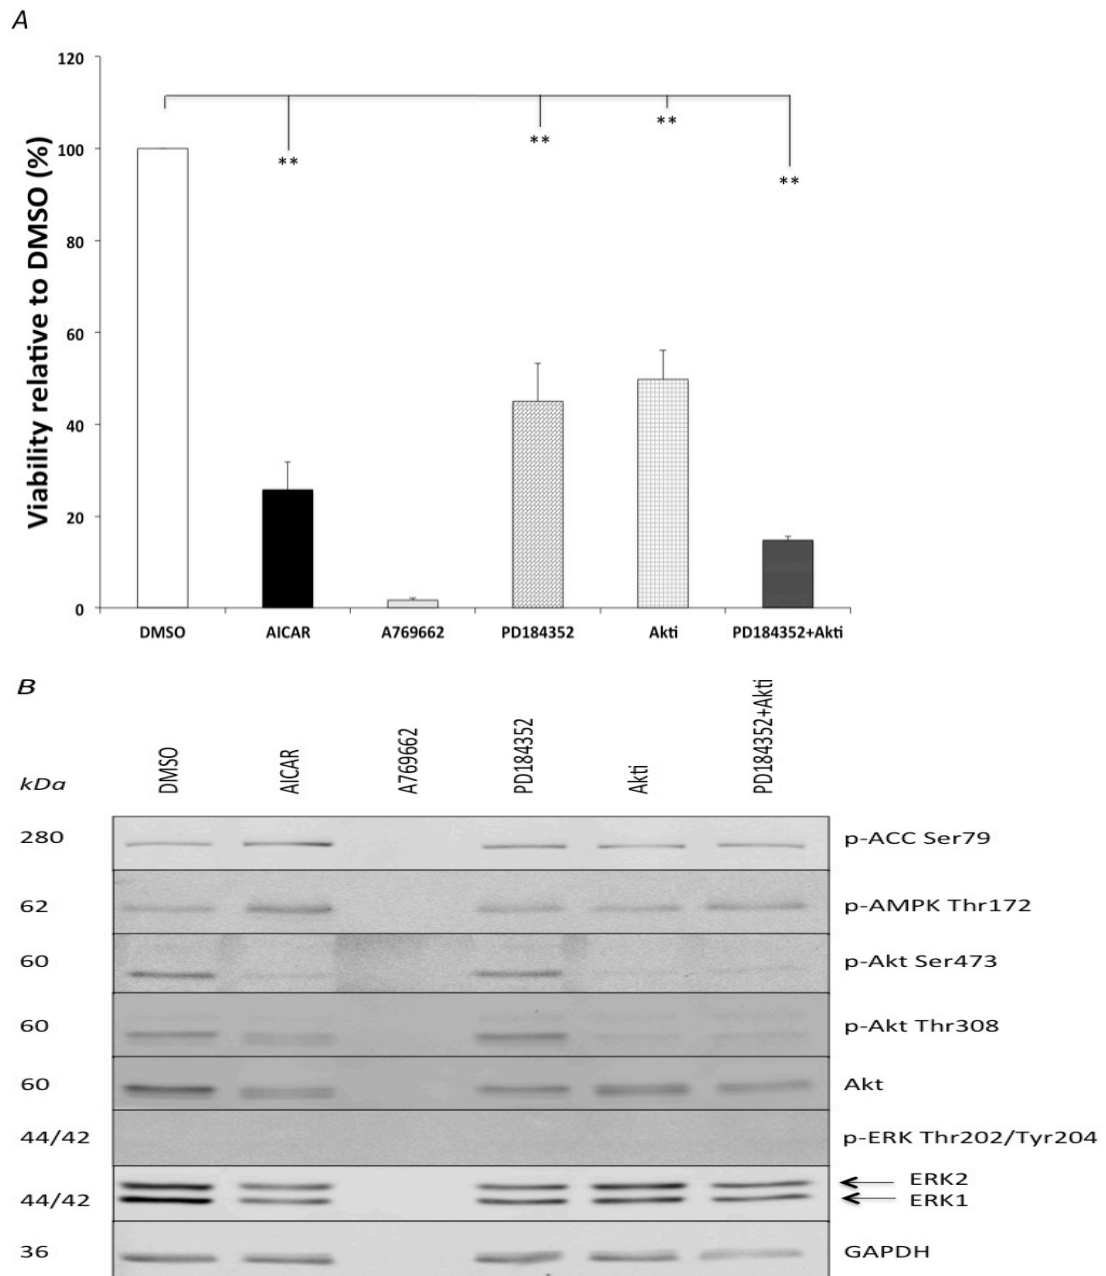 A
Viability relative to DMSO (%)
120
100
80
60
40
20
0
**
**
**
**
DMSO AICAR A769662 PD184352 Akti PD184352+Akti
B
kDa DMSO AICAR A769662 PD184352 Akti PD184352+Akti
280 p-ACC Ser79
62 p-AMPK Thr172
60 p-Akt Ser473
60 p-Akt Thr308
60 Akt
44/42 p-ERK Thr202/Tyr204
ERK2
44/42 ERK1
36 GAPDH